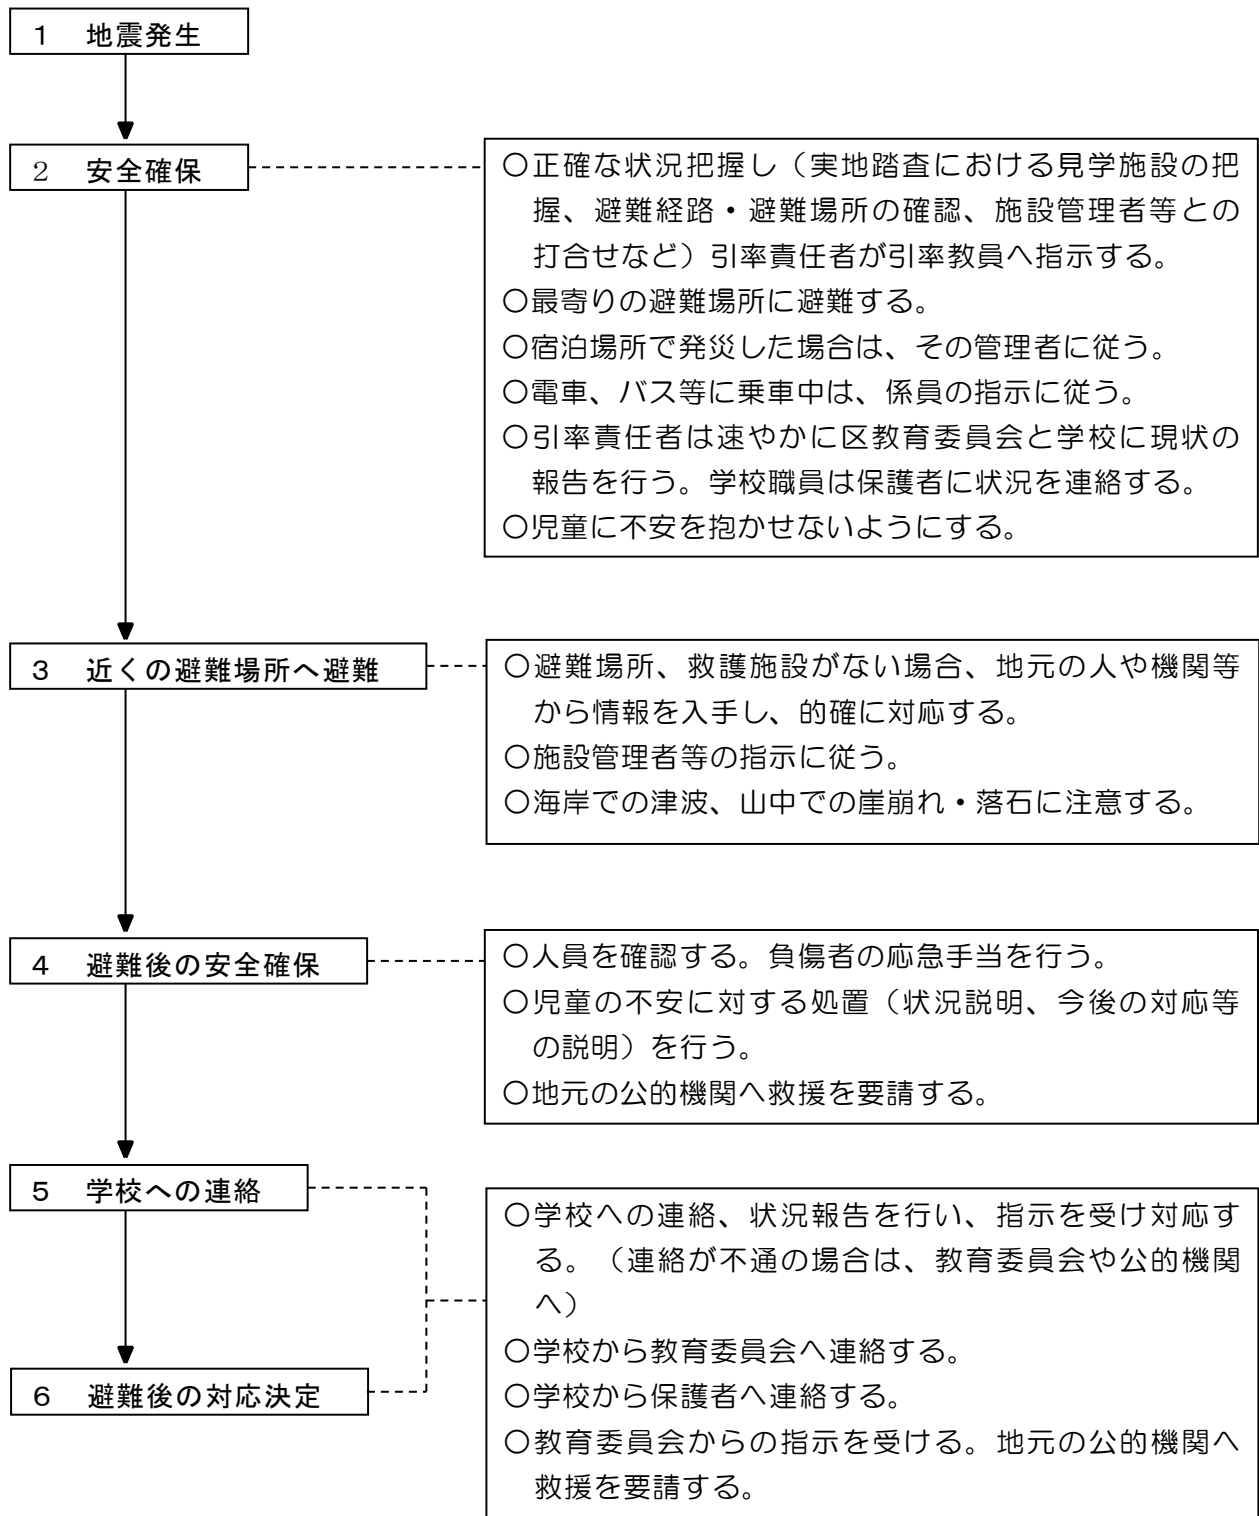 １　地震発生
２　安全確保
○正確な状況把握し（実地踏査における見学施設の把
握、避難経路・避難場所の確認、施設管理者等との
打合せなど）引率責任者が引率教員へ指示する。
○最寄りの避難場所に避難する。
○宿泊場所で発災した場合は、その管理者に従う。
○電車、バス等に乗車中は、係員の指示に従う。
○引率責任者は速やかに区教育委員会と学校に現状の
報告を行う。学校職員は保護者に状況を連絡する。
○児童に不安を抱かせないようにする。
３　近くの避難場所へ避難
○避難場所、救護施設がない場合、地元の人や機関等
から情報を入手し、的確に対応する。
○施設管理者等の指示に従う。
○海岸での津波、山中での崖崩れ・落石に注意する。
４　避難後の安全確保
○人員を確認する。負傷者の応急手当を行う。
○児童の不安に対する処置（状況説明、今後の対応等
の説明）を行う。
○地元の公的機関へ救援を要請する。
５　学校への連絡
６　避難後の対応決定
○学校への連絡、状況報告を行い、指示を受け対応す
る。（連絡が不通の場合は、教育委員会や公的機関
へ）
○学校から教育委員会へ連絡する。
○学校から保護者へ連絡する。
○教育委員会からの指示を受ける。地元の公的機関へ
救援を要請する。